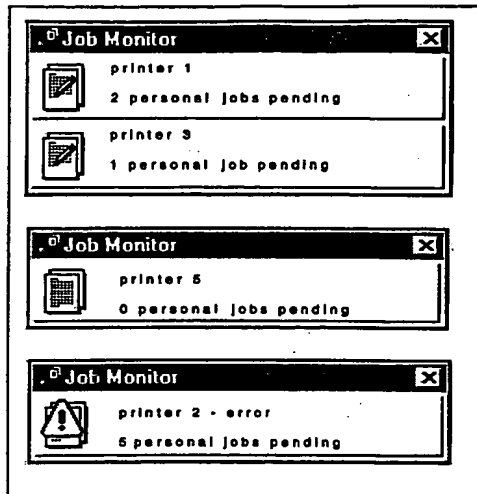 Job Monitor
printer 1
2 personal jobs pending
printer 3
1 personal job pending
Job Monitor
printer 5
0 personal jobs pending
Job Monitor
printer 2 - error
5 personal jobs pending